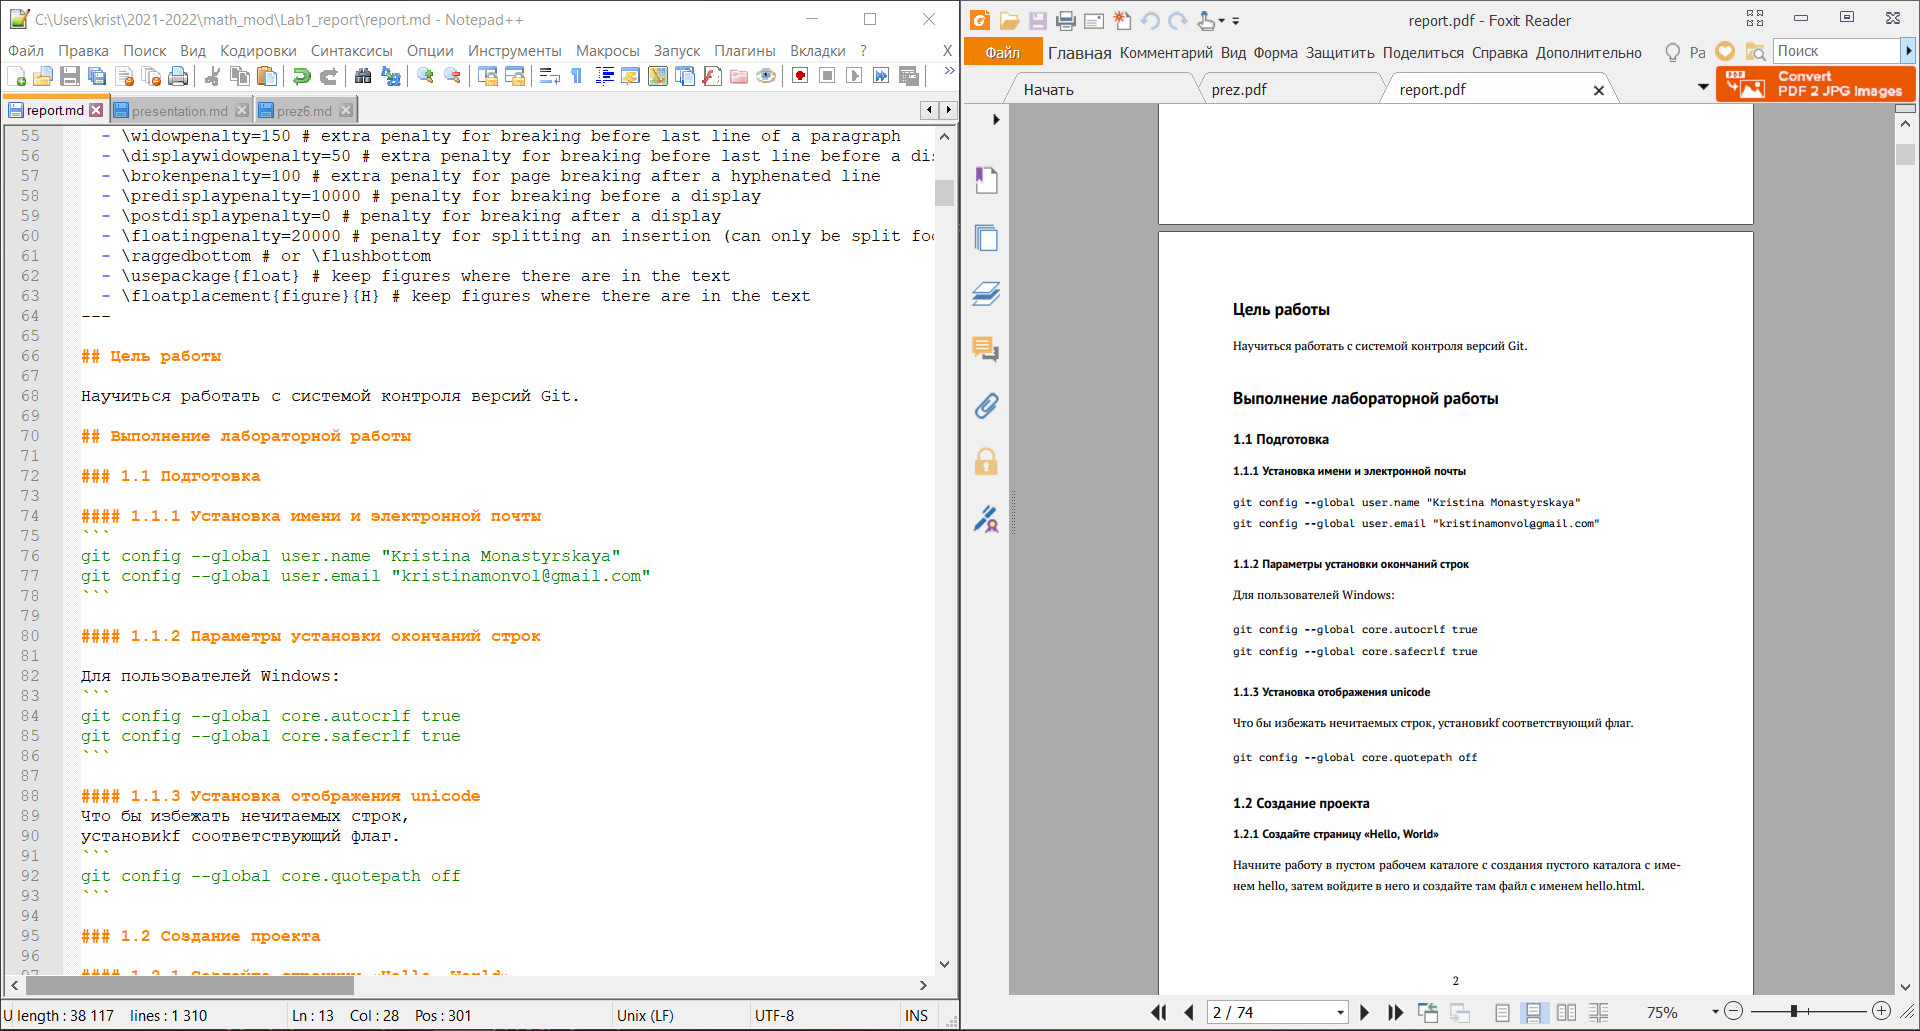 C:\Users\krist\2021-2022\math_mod\Lab1_report\report.md - Notepad++
Файл Правка Поиск Вид Кодировки Синтаксисы Опции Инструменты Макросы Запуск Плагины Вкладки ? X
report.md presentation.md prez6.md
55 - \widowpenalty=150 # extra penalty for breaking before last line of a paragraph
56 - \displaywidowpenalty=50 # extra penalty for breaking before last line before a di
57 - \brokenpenalty=100 # extra penalty for page breaking after a hyphenated line
58 - \predisplaypenalty=10000 # penalty for breaking before a display
59 - \postdisplaypenalty=0 # penalty for breaking after a display
60 - \floatingpenalty=20000 # penalty for splitting an insertion (can only be split fo
61 - \raggedbottom # or \flushbottom
62 - \usepackage{float} # keep figures where there are in the text
63 - \floatplacement{figure}{H} # keep figures where there are in the text
64 ---
65
66 ## Цель работы
67
68 Научиться работать с системой контроля версий Git.
69
70 ## Выполнение лабораторной работы
71
72 ### 1.1 Подготовка
73
74 #### 1.1.1 Установка имени и электронной почты
75 ```
76 git config --global user.name "Kristina Monastyrskaya"
77 git config --global user.email "kristinamonvol@gmail.com"
78 ```
79
80 #### 1.1.2 Параметры установки окончаний строк
81
82 Для пользователей Windows:
83 ```
84 git config --global core.autocrlf true
85 git config --global core.safecrlf true
86 ```
87
88 #### 1.1.3 Установка отображения unicode
89 Что бы избежать нечитаемых строк,
90 установиkf соответствующий флаг.
91 ```
92 git config --global core.quotepath off
93 ```
94
95 ### 1.2 Создание проекта
96
97 #### 1.2.1 Создайте страницу «Hello, World»
U length : 38 117 lines : 1 310 Ln : 13 Col : 28 Pos : 301 Unix (LF) UTF-8 INS
report.pdf - Foxit Reader
Файл Главная Комментарий Вид Форма Защитить Поделиться Справка Дополнительно Ра Поиск
Начать prez.pdf report.pdf
PDF Convert
PDF 2 JPG Images
Цель работы
Научиться работать с системой контроля версий Git.
Выполнение лабораторной работы
1.1 Подготовка
1.1.1 Установка имени и электронной почты
git config --global user.name "Kristina Monastyrskaya"
git config --global user.email "kristinamonvol@gmail.com"
1.1.2 Параметры установки окончаний строк
Для пользователей Windows:
git config --global core.autocrlf true
git config --global core.safecrlf true
1.1.3 Установка отображения unicode
Что бы избежать нечитаемых строк, установиkf соответствующий флаг.
git config --global core.quotepath off
1.2 Создание проекта
1.2.1 Создайте страницу «Hello, World»
Начните работу в пустом рабочем каталоге с создания пустого каталога с име-
нем hello, затем войдите в него и создайте там файл с именем hello.html.
2
2 / 74 75%